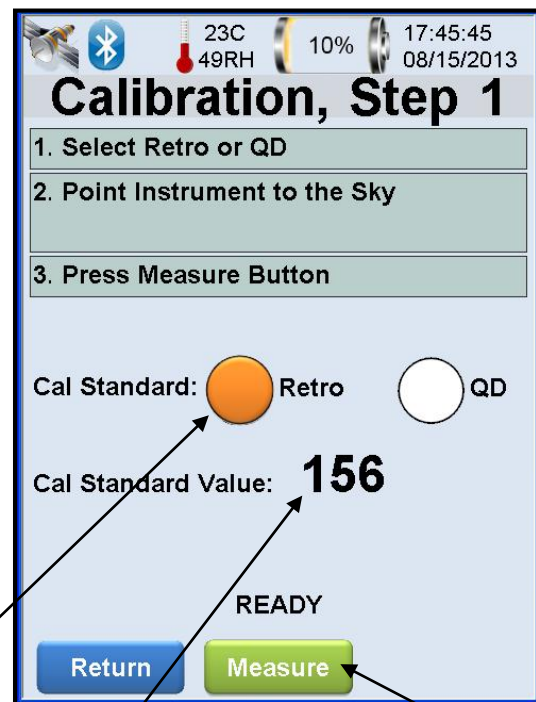 23C
49RH
10%
17:45:45
08/15/2013
Calibration, Step 1
1. Select Retro or QD
2. Point Instrument to the Sky
3. Press Measure Button
Cal Standard: Retro QD
Cal Standard Value: 156
READY
Return Measure